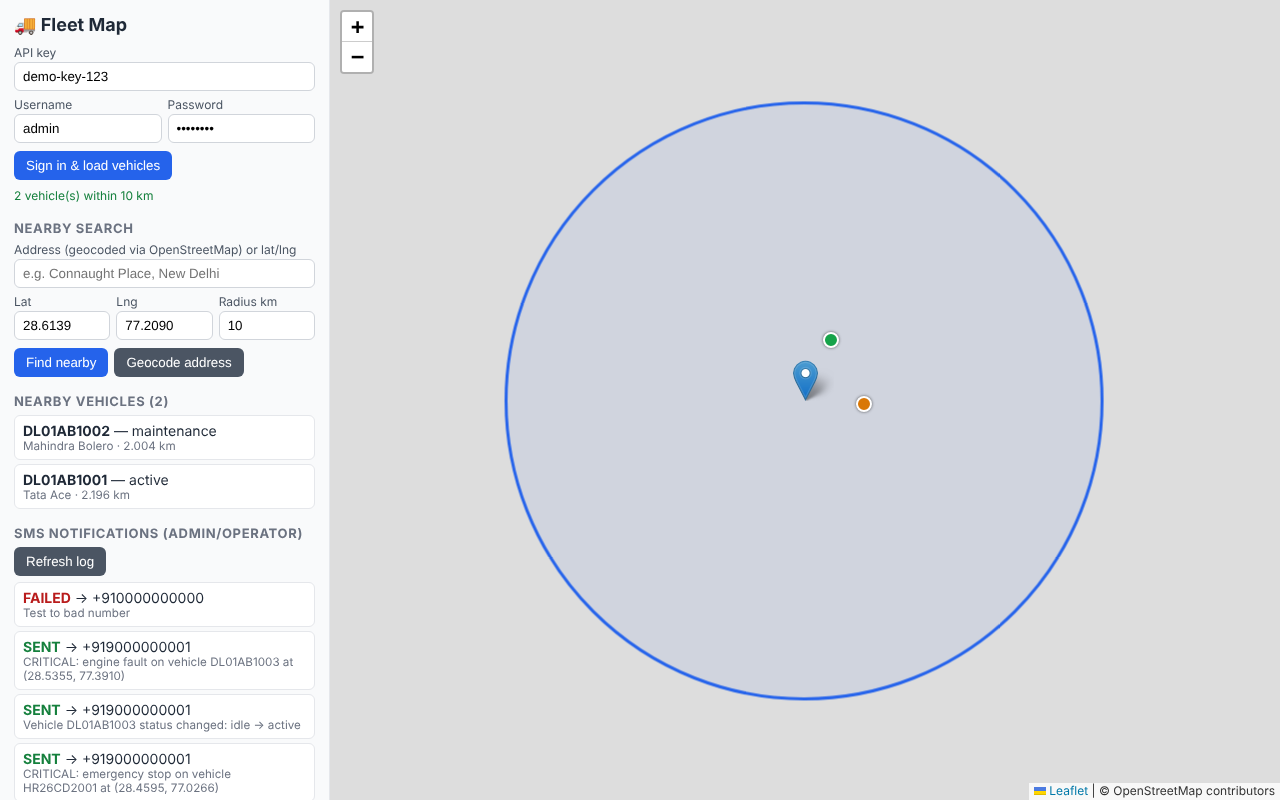 🚚 Fleet Map
API key
demo-key-123
Username Password
admin ••••••••
Sign in & load vehicles
2 vehicle(s) within 10 km
NEARBY SEARCH
Address (geocoded via OpenStreetMap) or lat/lng
e.g. Connaught Place, New Delhi
Lat Lng Radius km
28.6139 77.2090 10
Find nearby Geocode address
NEARBY VEHICLES (2)
DL01AB1002 — maintenance
Mahindra Bolero · 2.004 km
DL01AB1001 — active
Tata Ace · 2.196 km
SMS NOTIFICATIONS (ADMIN/OPERATOR)
Refresh log
FAILED → +910000000000
Test to bad number
SENT → +919000000001
CRITICAL: engine fault on vehicle DL01AB1003 at
(28.5355, 77.3910)
SENT → +919000000001
Vehicle DL01AB1003 status changed: idle → active
SENT → +919000000001
CRITICAL: emergency stop on vehicle
HR26CD2001 at (28.4595, 77.0266)
+
−
Leaflet | © OpenStreetMap contributors